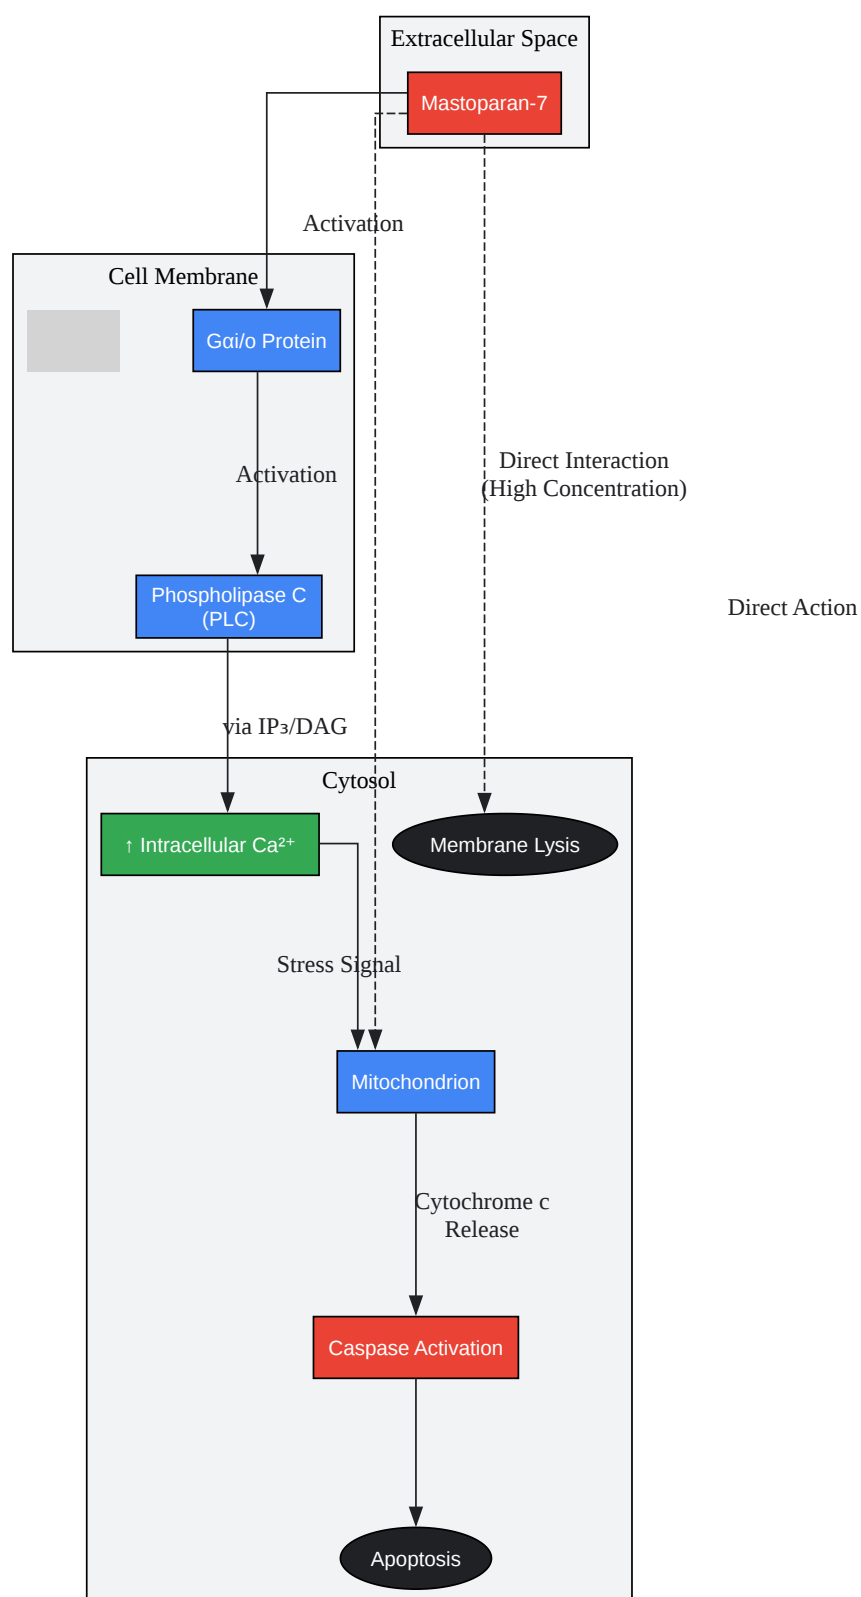 Extracellular Space
Mastoparan-7
Activation
Cell Membrane
Gαi/o Protein
Activation
Direct Interaction
(High Concentration)
Phospholipase C
(PLC)
Direct Action
via IP₃/DAG
Cytosol
↑ Intracellular Ca²⁺
Membrane Lysis
Stress Signal
Mitochondrion
Cytochrome c
Release
Caspase Activation
Apoptosis